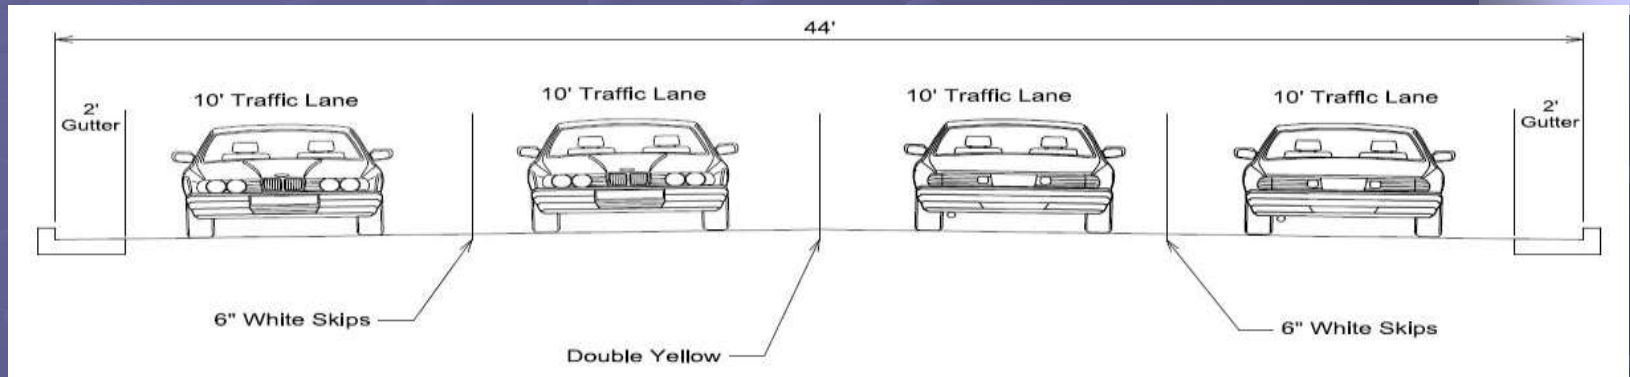 44'
2'
Gutter
10' Traffic Lane
10' Traffic Lane
10' Traffic Lane
10' Traffic Lane
2'
Gutter
6" White Skips
Double Yellow
6" White Skips